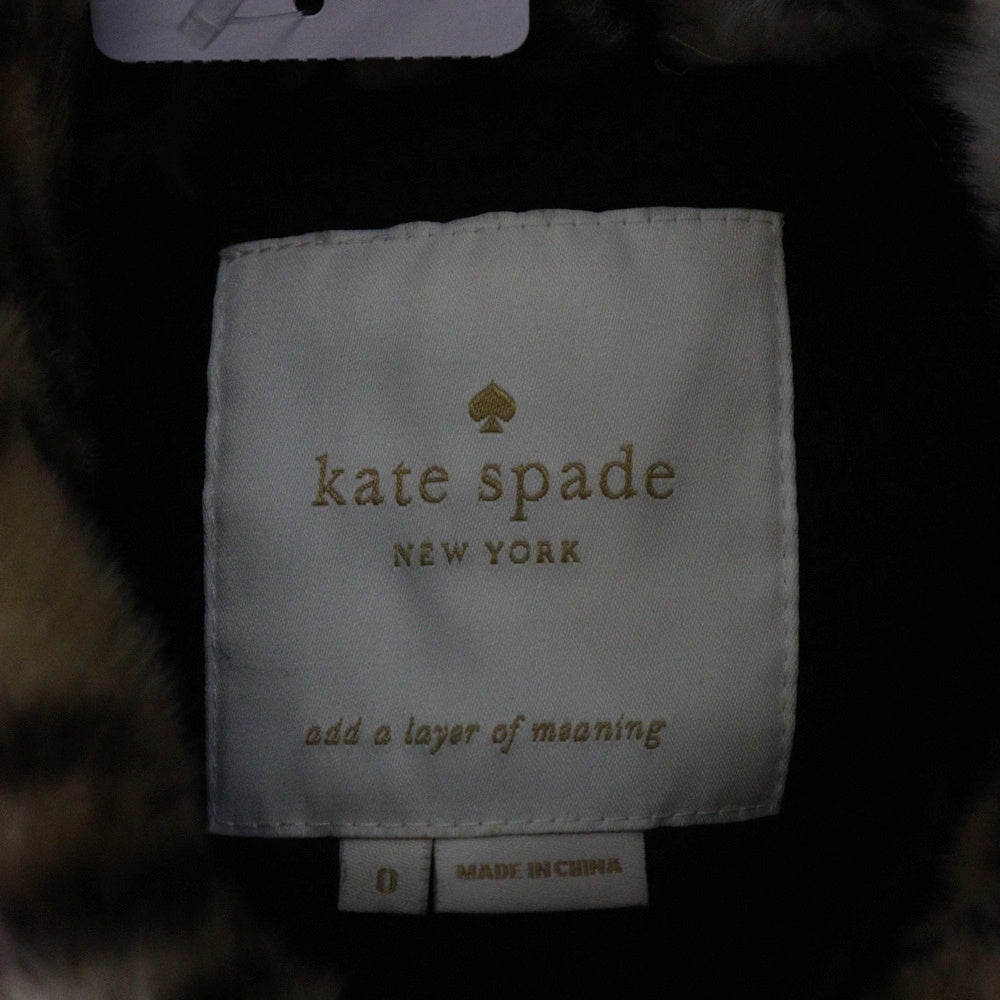 kate spade
NEW YORK
add a layer of meaning
0
MADE IN CHINA